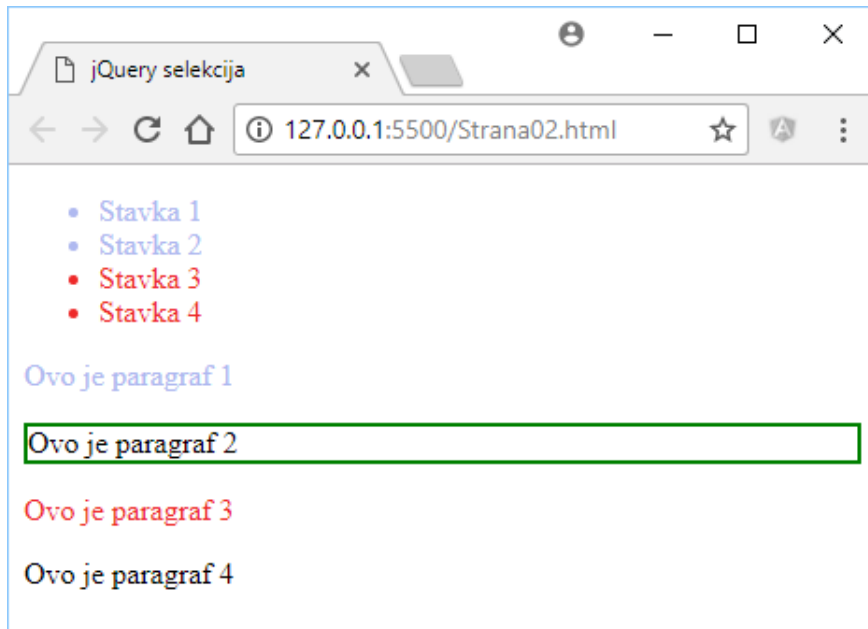 jQuery selekcija
127.0.0.1:5500/Strana02.html
Stavka 1
Stavka 2
Stavka 3
Stavka 4
Ovo je paragraf 1
Ovo je paragraf 2
Ovo je paragraf 3
Ovo je paragraf 4